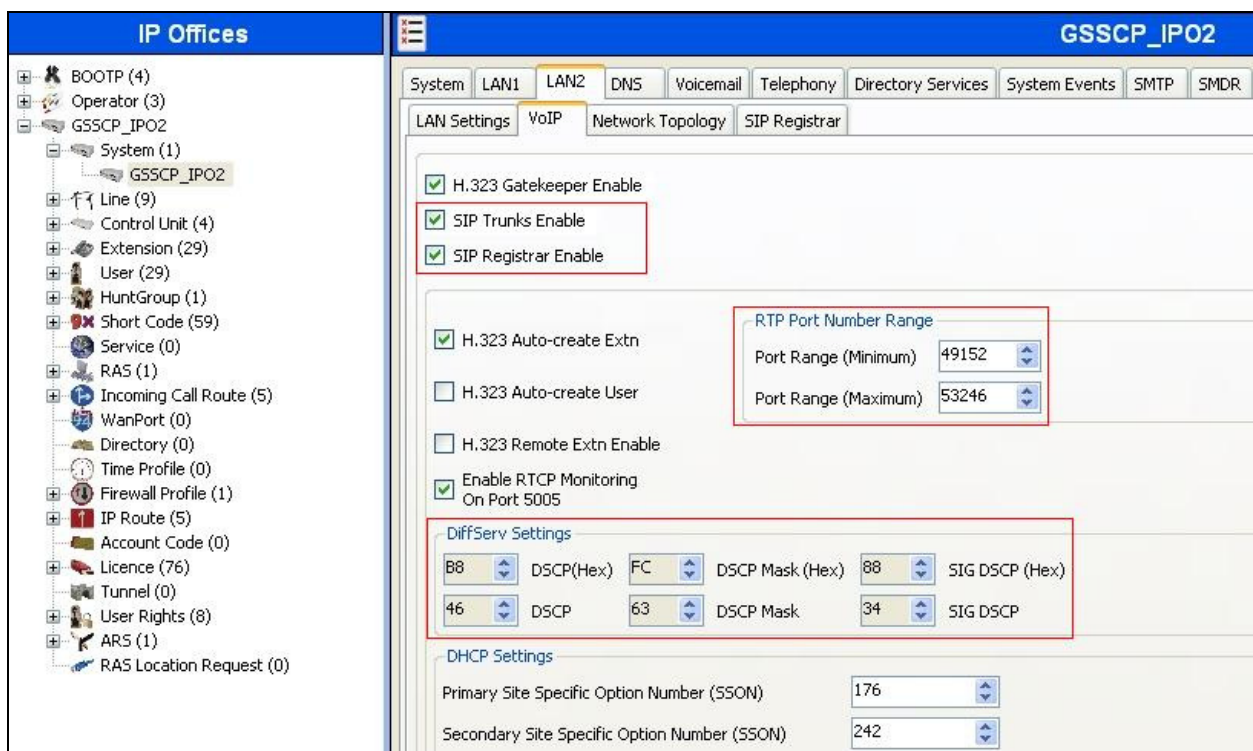 IP Offices
BOOTP (4)
Operator (3)
GSSCP_IPO2
System (1)
GSSCP_IPO2
Line (9)
Control Unit (4)
Extension (29)
User (29)
HuntGroup (1)
Short Code (59)
Service (0)
RAS (1)
Incoming Call Route (5)
WanPort (0)
Directory (0)
Time Profile (0)
Firewall Profile (1)
IP Route (5)
Account Code (0)
Licence (76)
Tunnel (0)
User Rights (8)
ARS (1)
RAS Location Request (0)
GSSCP_IPO2
System LAN1 LAN2 DNS Voicemail Telephony Directory Services System Events SMTP SMDR
LAN Settings VoIP Network Topology SIP Registrar
H.323 Gatekeeper Enable
SIP Trunks Enable
SIP Registrar Enable
H.323 Auto-create Extn
H.323 Auto-create User
H.323 Remote Extn Enable
Enable RTCP Monitoring
On Port 5005
RTP Port Number Range
Port Range (Minimum) 49152
Port Range (Maximum) 53246
DiffServ Settings
B8 DSCP(Hex) FC DSCP Mask (Hex) 88 SIG DSCP (Hex)
46 DSCP 63 DSCP Mask 34 SIG DSCP
DHCP Settings
Primary Site Specific Option Number (SSON) 176
Secondary Site Specific Option Number (SSON) 242